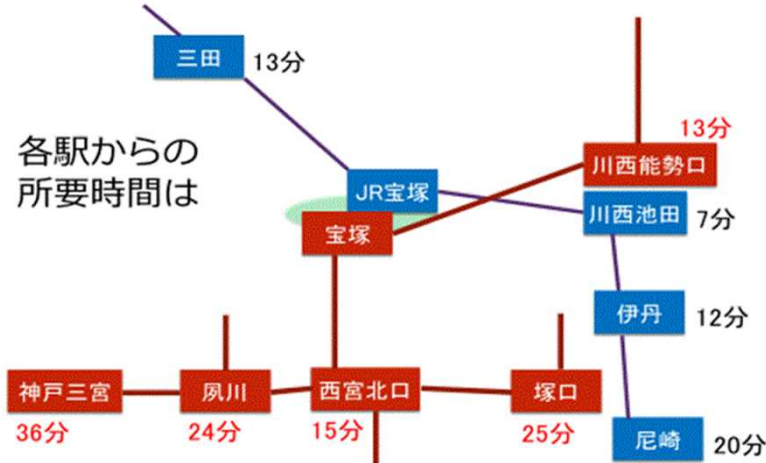 三田
13分
各駅からの
所要時間は
13分
川西能勢口
JR宝塚
川西池田
7分
宝塚
伊丹
12分
神戸三宮
夙川
西宮北口
塚口
36分
24分
15分
25分
尼崎
20分